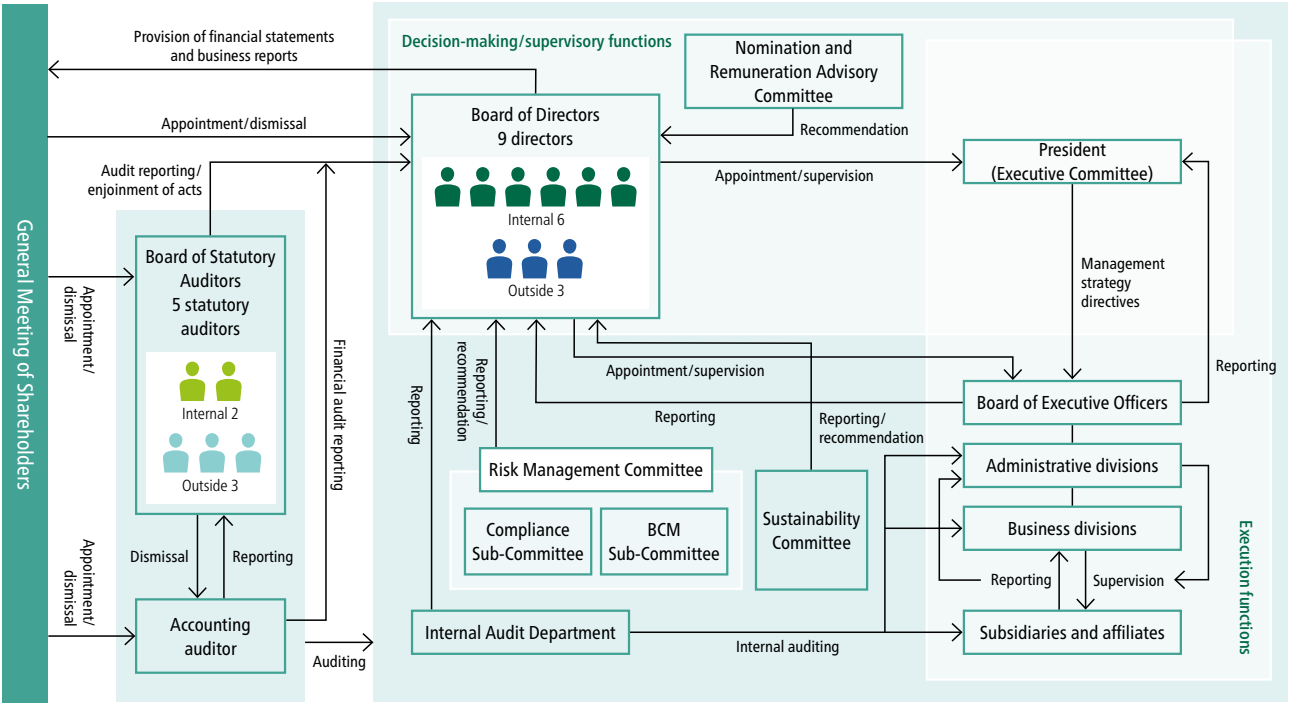 General Meeting of Shareholders
Provision of financial statements
and business reports
Appointment/dismissal
Audit reporting/
enjoinment of acts
Appointment/
dismissal
Board of Statutory
Auditors
5 statutory
auditors
Internal 2
Outside 3
Dismissal
Reporting
Appointment/
dismissal
Accounting
auditor
Financial audit reporting
Auditing
Decision-making/supervisory functions
Board of Directors
9 directors
Internal 6
Outside 3
Nomination and
Remuneration Advisory
Committee
Recommendation
Appointment/supervision
President
(Executive Committee)
Management
strategy
directives
Reporting
Appointment/supervision
Reporting
Board of Executive Officers
Reporting
Reporting/
recommendation
Reporting/
recommendation
Risk Management Committee
Compliance
Sub-Committee
BCM
Sub-Committee
Sustainability
Committee
Administrative divisions
Business divisions
Reporting
Supervision
Internal Audit Department
Internal auditing
Subsidiaries and affiliates
Execution functions